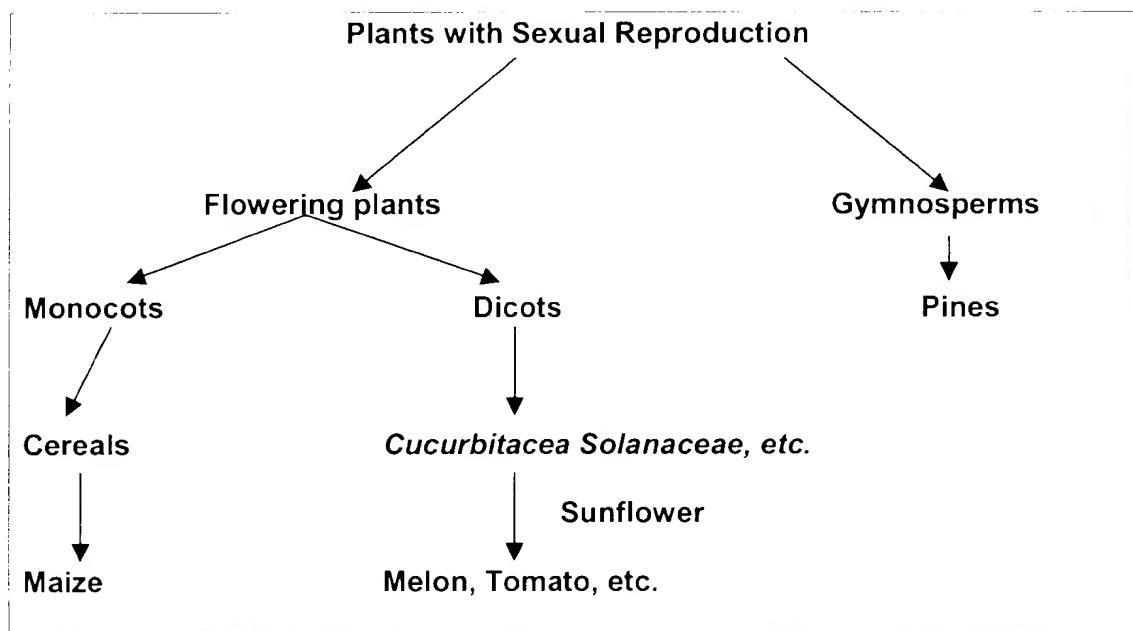 Plants with Sexual Reproduction
Flowering plants
Gymnosperms
Monocots
Dicots
Pines
Cereals
Cucurbitacea Solanaceae, etc.
Sunflower
Maize
Melon, Tomato, etc.